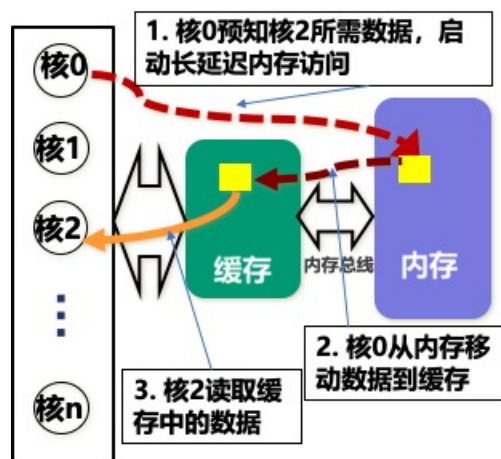 1. 核0预知核2所需数据，启
动长延迟内存访问
核0
核1
核2
核n
缓存
内存总线
内存
2. 核0从内存移
动数据到缓存
3. 核2读取缓
存中的数据